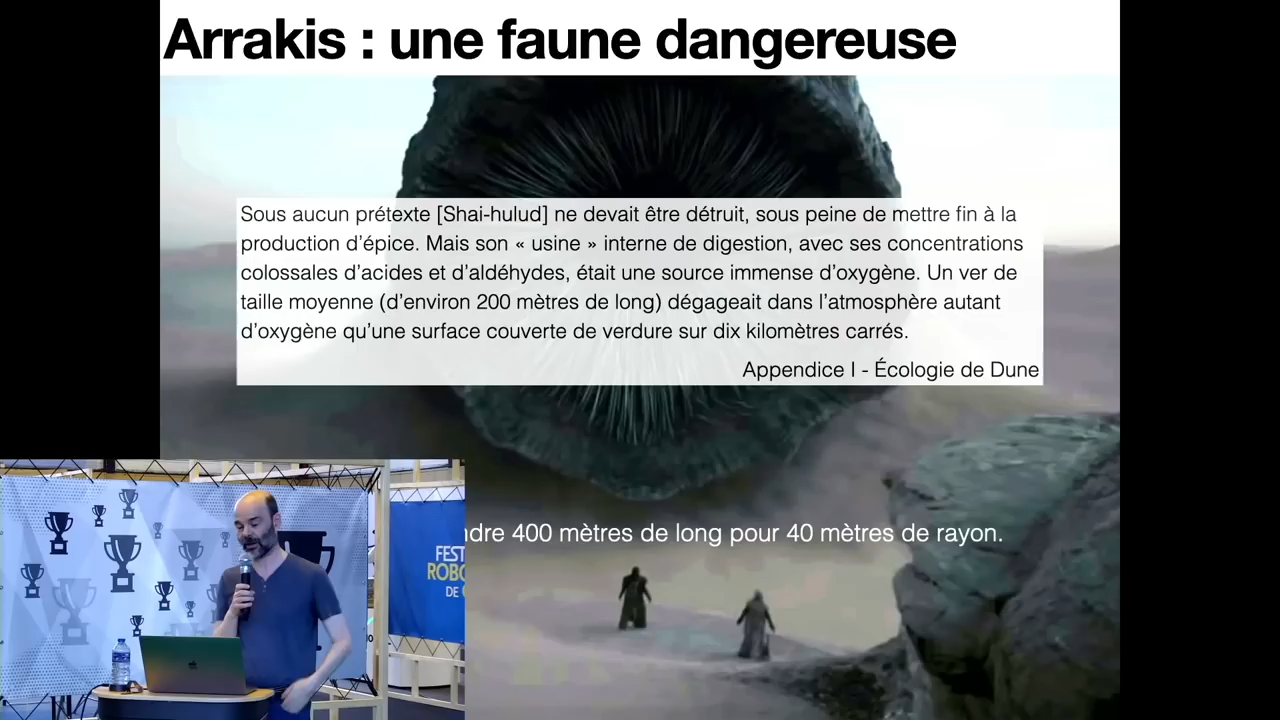 Arrakis : une faune dangereuse
Sous aucun prétexte [Shai-hulud] ne devait être détruit, sous peine de mettre fin à la
production d’épice. Mais son « usine » interne de digestion, avec ses concentrations
colossales d’acides et d’aldéhydes, était une source immense d’oxygène. Un ver de
taille moyenne (d’environ 200 mètres de long) dégageait dans l’atmosphère autant
d’oxygène qu’une surface couverte de verdure sur dix kilomètres carrés.
Appendice I - Écologie de Dune
400 mètres de long pour 40 mètres de rayon.
FEST
ROBO
DE